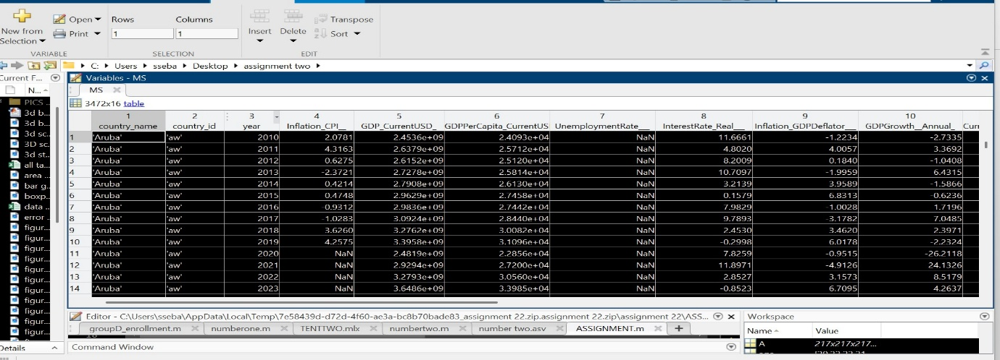 Open Rows Columns Transpose
New from Print 1 1 Insert Delete Sort
Selection
VARIABLE SELECTION EDIT
C: Users sseba Desktop assignment two
Current F... Variables - MS
N... MS
3472x16 table
1 2 3 4 5 6 7 8 9 10
country_name country_id year Inflation_CPI__ GDP_CurrentUSD_ GDPPerCapita_CurrentUS UnemploymentRate__ InterestRate_Real__ Inflation_GDPDeflator__ GDPGrowth__Annual_ Curr
1 'Aruba' 'aw' 2010 2.0781 2.4536e+09 2.4093e+04 NaN 11.6661 -1.2234 -2.7335
2 'Aruba' 'aw' 2011 4.3163 2.6379e+09 2.5712e+04 NaN 4.8020 4.0057 3.3692
3 'Aruba' 'aw' 2012 0.6275 2.6152e+09 2.5120e+04 NaN 8.2009 0.1840 -1.0408
4 'Aruba' 'aw' 2013 -2.3721 2.7278e+09 2.5814e+04 NaN 10.7097 -1.9959 6.4315
5 'Aruba' 'aw' 2014 0.4214 2.7908e+09 2.6130e+04 NaN 3.2139 3.9589 -1.5866
6 'Aruba' 'aw' 2015 0.4748 2.9629e+09 2.7458e+04 NaN 0.1579 6.8313 -0.6236
7 'Aruba' 'aw' 2016 -0.9312 2.9836e+09 2.7442e+04 NaN 7.9829 -1.0028 1.7196
8 'Aruba' 'aw' 2017 -1.0283 3.0924e+09 2.8440e+04 NaN 9.7893 -3.1782 7.0485
9 'Aruba' 'aw' 2018 3.6260 3.2762e+09 3.0082e+04 NaN 2.4530 3.4620 2.3971
10 'Aruba' 'aw' 2019 4.2575 3.3958e+09 3.1096e+04 NaN -0.2998 6.0178 -2.2324
11 'Aruba' 'aw' 2020 NaN 2.4819e+09 2.2856e+04 NaN 7.8259 -0.9515 -26.2118
12 'Aruba' 'aw' 2021 NaN 2.9294e+09 2.7200e+04 NaN 11.8971 -4.9126 24.1326
13 'Aruba' 'aw' 2022 NaN 3.2793e+09 3.0560e+04 NaN 2.8527 3.1573 8.5179
14 'Aruba' 'aw' 2023 NaN 3.6486e+09 3.3985e+04 NaN -0.8523 6.7095 4.2637
PICS ...
3d b...
3d b...
3d sc...
3D sc...
3d st...
all ta...
area ...
bar g...
boxp...
data ...
error ...
figur...
figur...
figur...
figur...
figur...
figur...
figur...
figur...
figur...
figur...
figur...
Editor - C:\Users\sseba\AppData\Local\Temp\7e58439d-d72d-4f60-ae3a-bc8b70bade83_assignment 22.zip.assignment 22.zip\assignment 22\ASS... Workspace
groupD_enrollment.m numberone.m TENTTWO.mlx numbertwo.m number two.asv ASSIGNMENT.m + Name Value
A 217x217x217...
Details Command Window